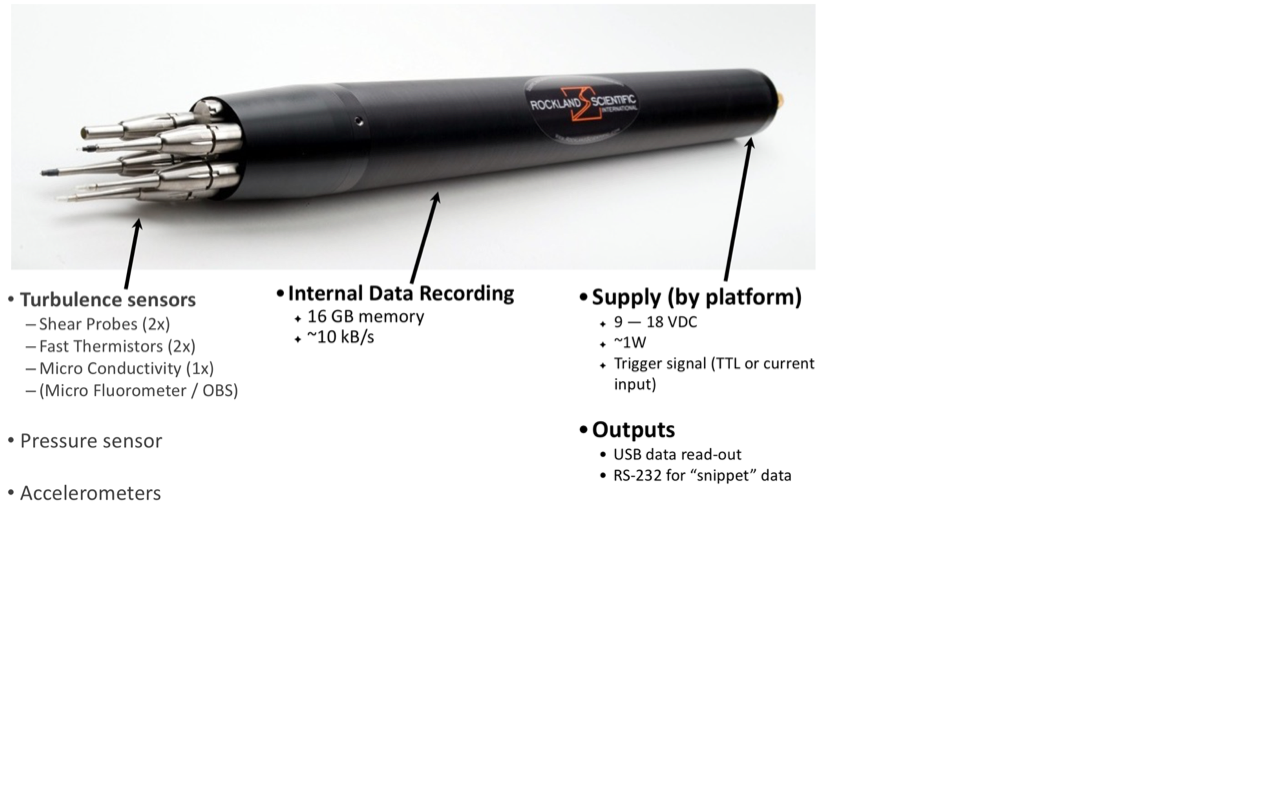 ROCKLAND SCIENTIFIC
INTERNATIONAL
• Turbulence sensors
– Shear Probes (2x)
– Fast Thermistors (2x)
– Micro Conductivity (1x)
– (Micro Fluorometer / OBS)
• Pressure sensor
• Accelerometers
• Internal Data Recording
✦ 16 GB memory
✦ ~10 kB/s
• Supply (by platform)
✦ 9 — 18 VDC
✦ ~1W
✦ Trigger signal (TTL or current
input)
• Outputs
• USB data read-out
• RS-232 for “snippet” data